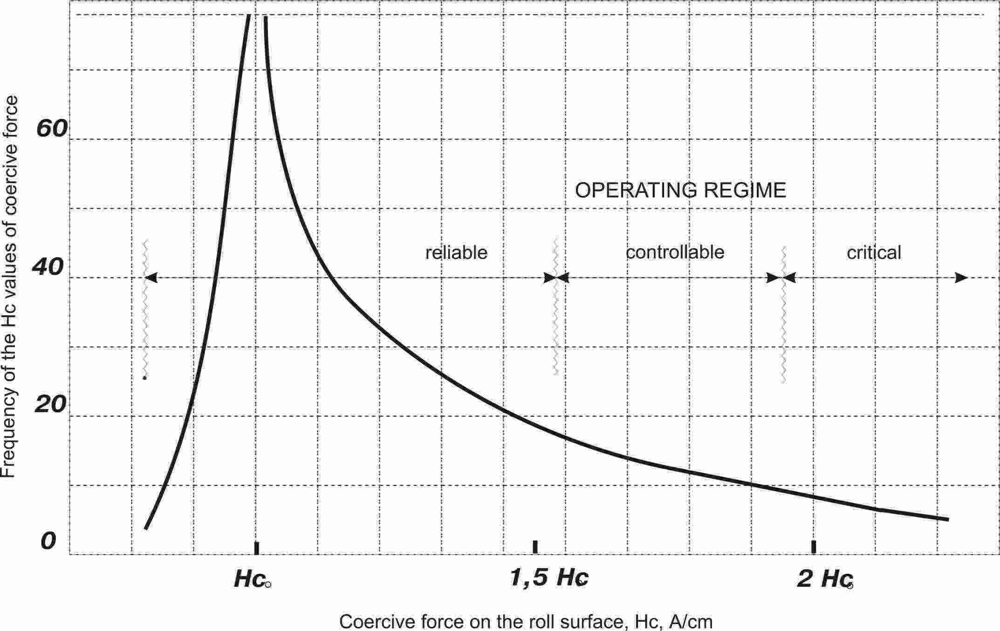 Frequency of the Hc values of coercive force
60
40
20
0
OPERATING REGIME
reliable controllable critical
Hc○ 1,5 Hc 2 Hc○
Coercive force on the roll surface, Hc, A/cm